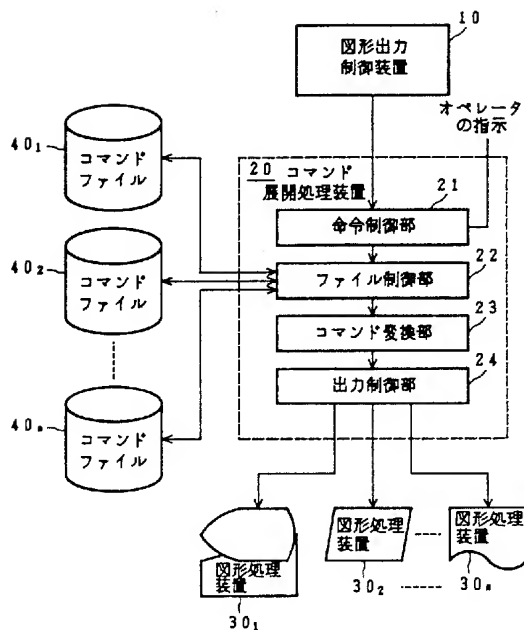 10
図形出力
制御装置
オペレータ
の指示
40₁
コマンド
ファイル
20 コマンド
展開処理装置
21
命令制御部
40₂
コマンド
ファイル
22
ファイル制御部
23
コマンド変換部
24
出力制御部
40ₙ
コマンド
ファイル
図形処理
装置
30₁
図形処理
装置
30₂
図形処理
装置
30ₙ